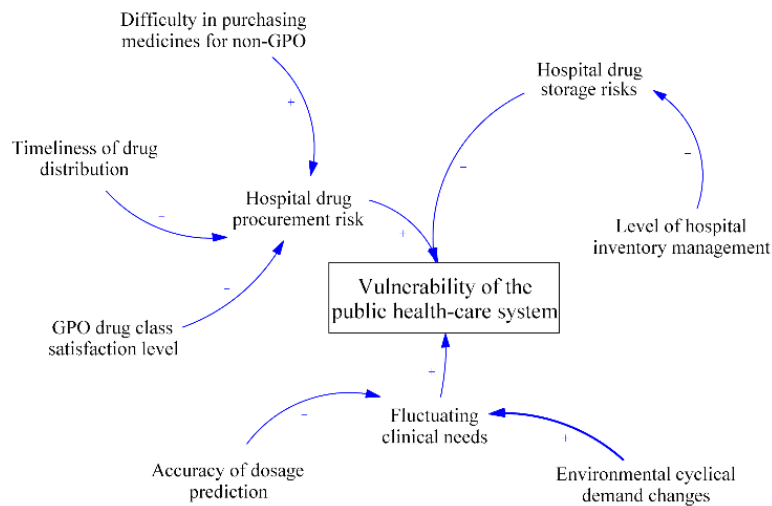 Difficulty in purchasing
medicines for non-GPO
+
Hospital drug
storage risks
Timeliness of drug
distribution
−
−
−
Hospital drug
procurement risk
+
Level of hospital
inventory management
Vulnerability of the
public health-care system
−
GPO drug class
satisfaction level
+
−
Fluctuating
clinical needs
+
Accuracy of dosage
prediction
Environmental cyclical
demand changes